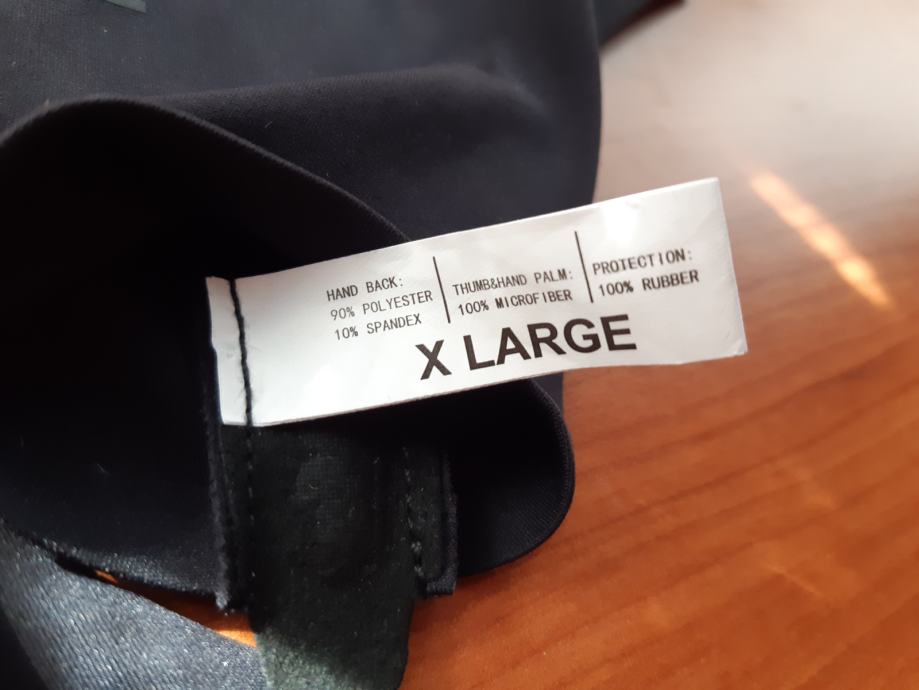 HAND BACK:
90% POLYESTER
10% SPANDEX
THUMB&HAND PALM:
100% MICROFIBER
PROTECTION:
100% RUBBER
X LARGE